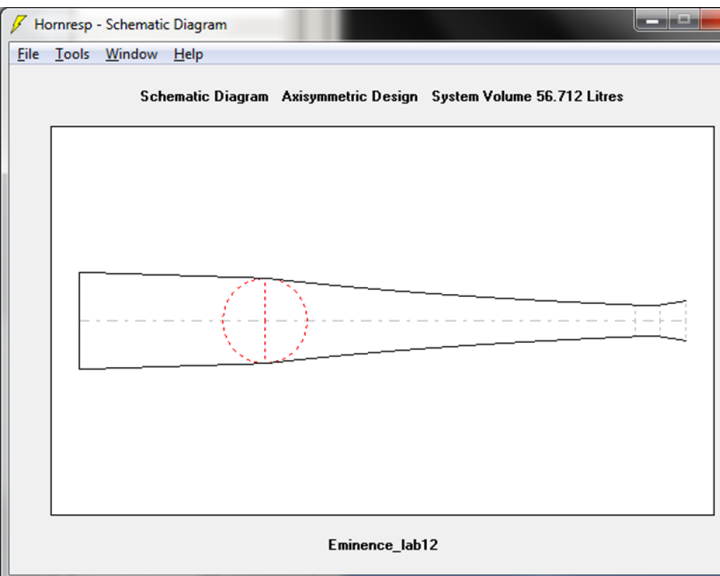 Hornresp - Schematic Diagram
File Tools Window Help
Schematic Diagram Axisymmetric Design System Volume 56.712 Litres
Eminence_lab12